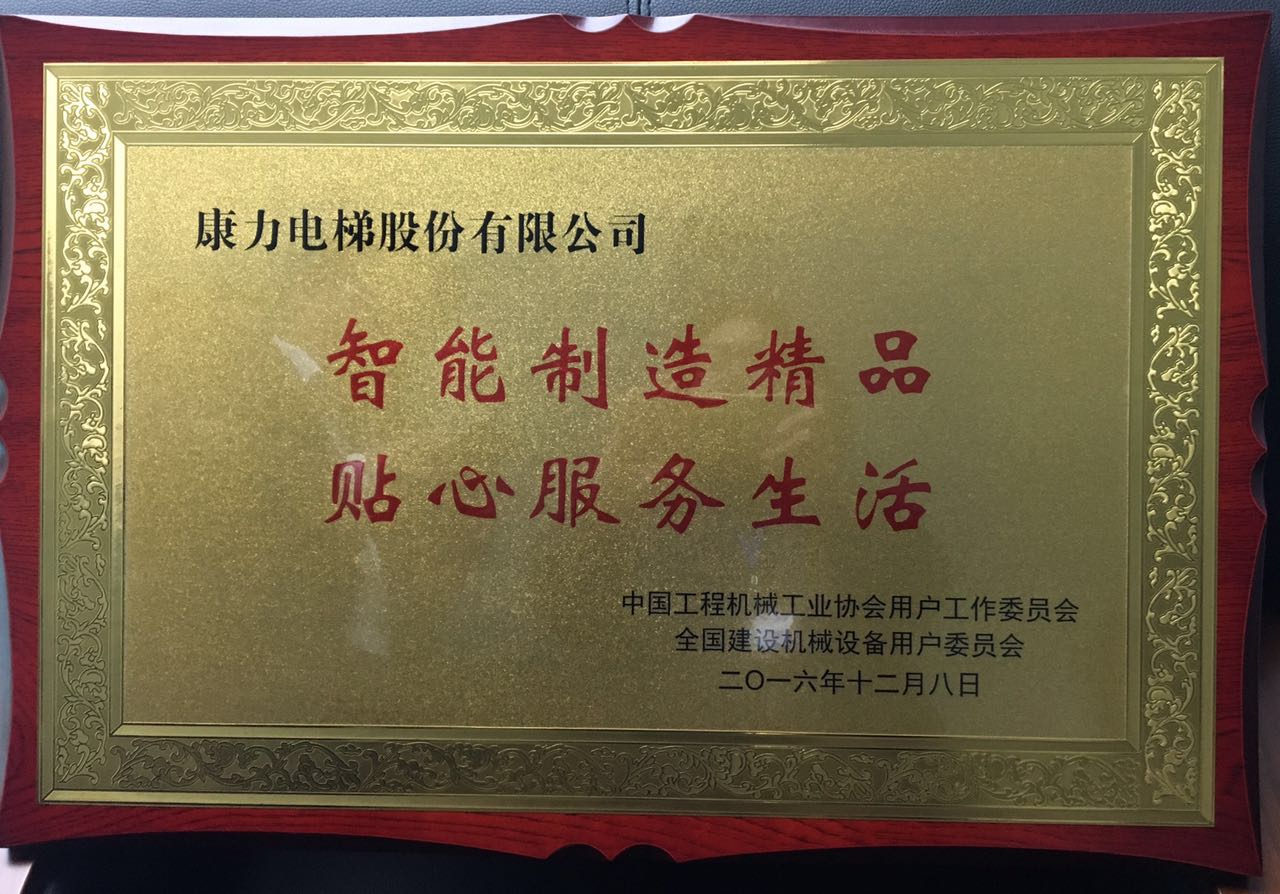 康力电梯股份有限公司
智能制造精品
贴心服务生活
中国工程机械工业协会用户工作委员会
全国建设机械设备用户委员会
二〇一六年十二月八日